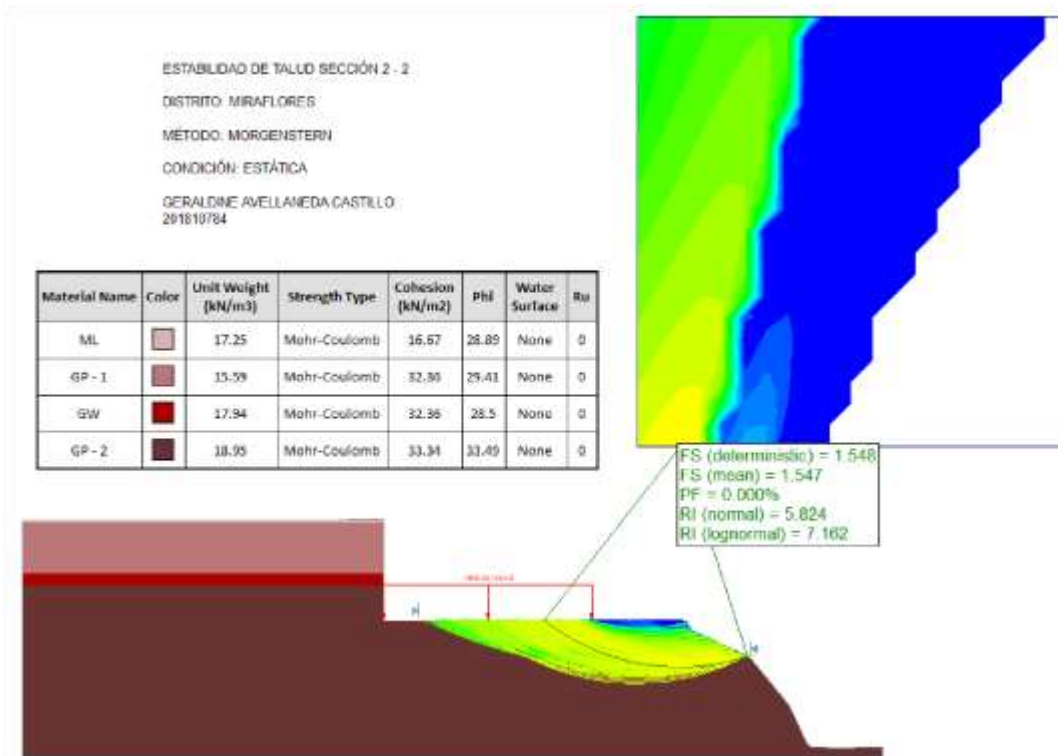 ESTABILIDAD DE TALUD SECCIÓN 2 - 2
DISTRITO: MIRAFLORES
MÉTODO: MORGENSTERN
CONDICIÓN: ESTÁTICA
GERALDINE AVELLANEDA CASTILLO
201810784
Material Name Color Unit Weight (kN/m3) Strength Type Cohesion (kN/m2) Phi Water Surface Ru
ML 17.25 Mohr-Coulomb 16.67 28.89 None 0
GP - 1 15.59 Mohr-Coulomb 32.36 29.41 None 0
GW 17.94 Mohr-Coulomb 32.36 28.5 None 0
GP - 2 18.95 Mohr-Coulomb 33.34 33.49 None 0
FS (deterministic) = 1.548
FS (mean) = 1.547
PF = 0.000%
RI (normal) = 5.824
RI (lognormal) = 7.162